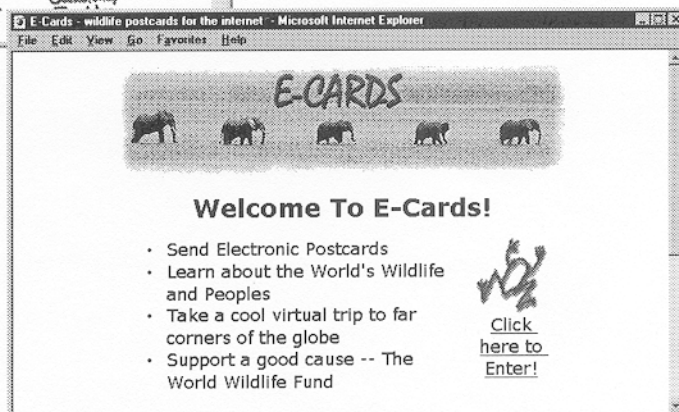 E-Cards - wildlife postcards for the internet - Microsoft Internet Explorer
File Edit View Go Favorites Help
E-CARDS
Welcome To E-Cards!
· Send Electronic Postcards
· Learn about the World's Wildlife
and Peoples
· Take a cool virtual trip to far
corners of the globe
· Support a good cause -- The
World Wildlife Fund
Click
here to
Enter!